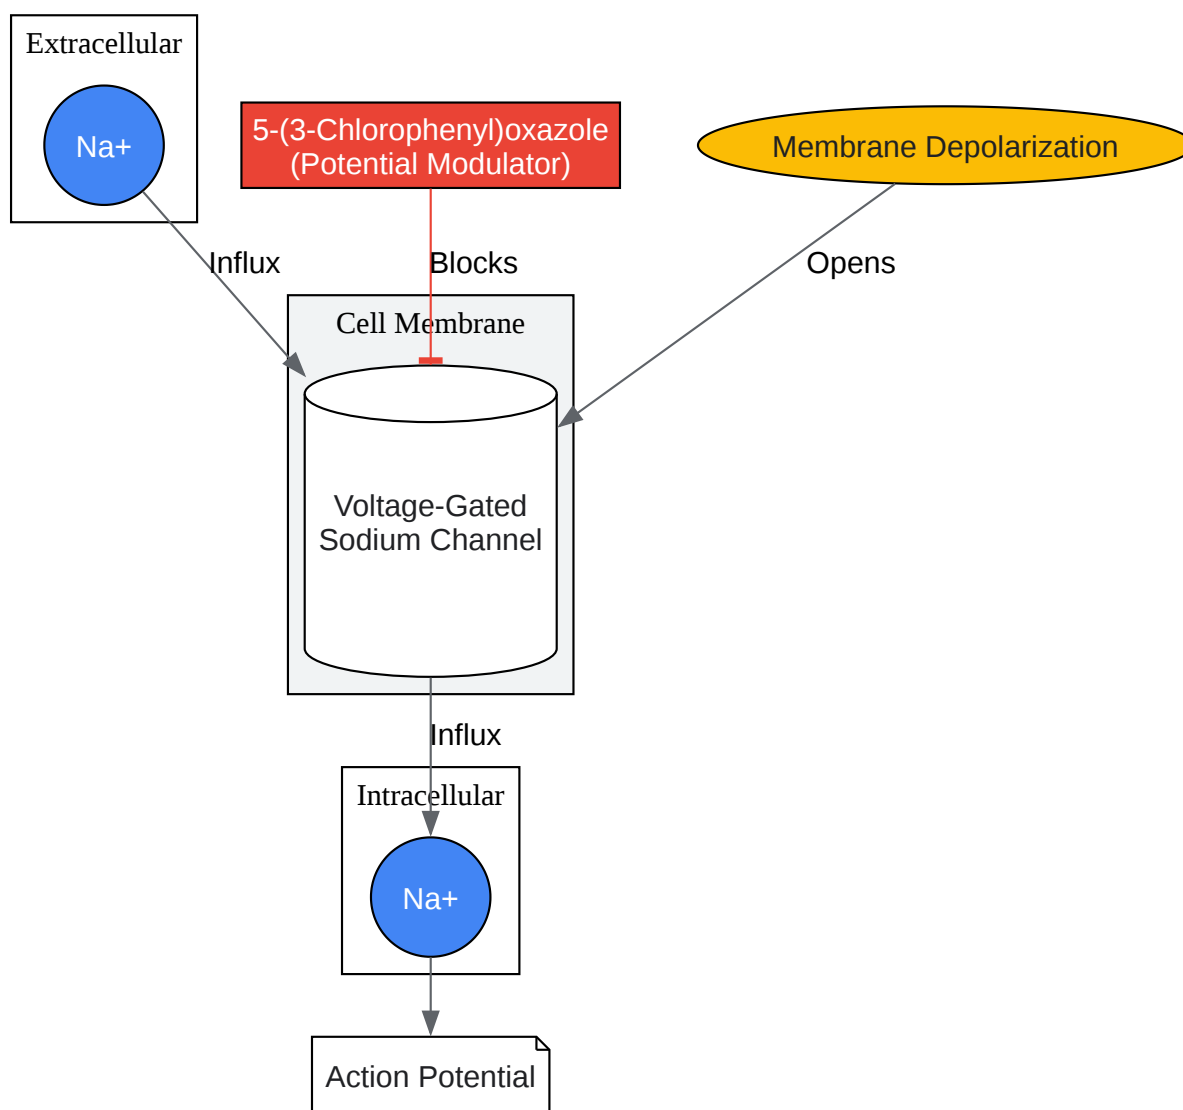 Extracellular
Na+
5-(3-Chlorophenyl)oxazole
(Potential Modulator)
Membrane Depolarization
Influx
Blocks
Opens
Cell Membrane
Voltage-Gated
Sodium Channel
Influx
Intracellular
Na+
Action Potential